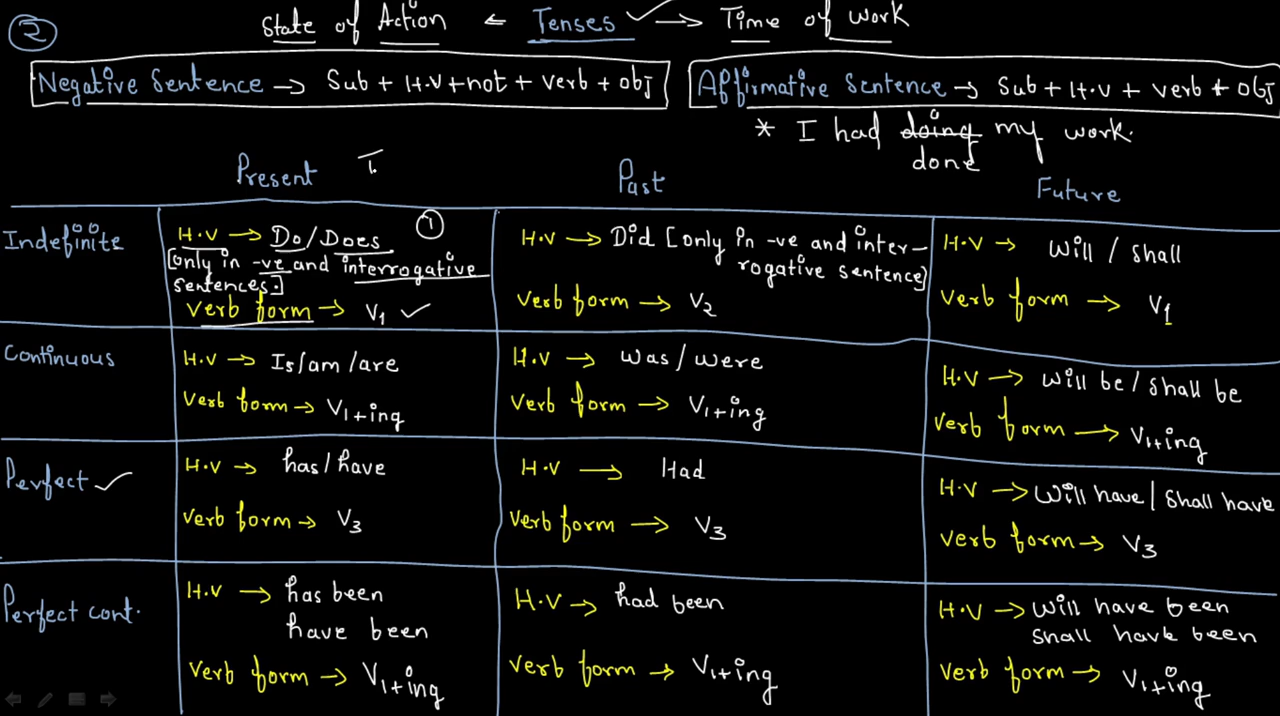 2
State of Action ← Tenses ✓ → Time of work
Negative Sentence → Sub + H.V + not + verb + obj
Affirmative Sentence → Sub + H.V + verb + Obj
* I had doing my work.
done
Present T.
Past
Future
Indefinite
H.V → Do/Does 1
[only in -ve and interrogative
sentences.]
Verb form → V1 ✓
H.V → Did [only in -ve and inter-
rogative sentence]
Verb form → V2
H.V → will / shall
Verb form → V1
Continuous
H.V → Is/am/are
Verb form → V1+ing
H.V → was/were
Verb form → V1+ing
H.V → will be / shall be
Verb form → V1+ing
Perfect ✓
H.V → has/have
Verb form → V3
H.V → Had
Verb form → V3
H.V → will have / shall have
Verb form → V3
Perfect cont.
H.V → has been
have been
Verb form → V1+ing
H.V → had been
Verb form → V1+ing
H.V → will have been
shall have been
Verb form → V1+ing